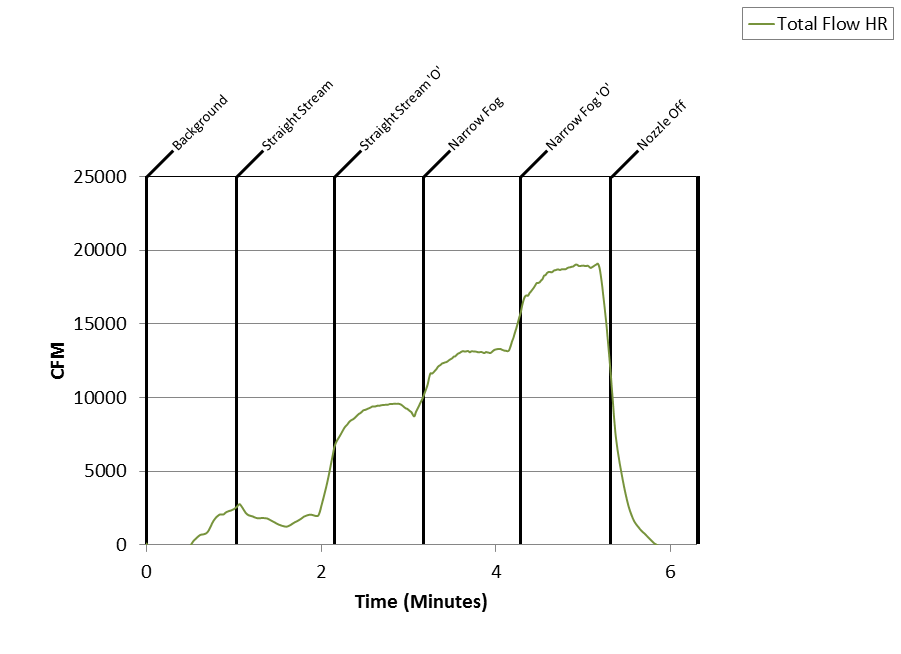 Total Flow HR
Background
Straight Stream
Straight Stream 'O'
Narrow Fog
Narrow Fog 'O'
Nozzle Off
25000
20000
15000
10000
5000
0
CFM
0 2 4 6
Time (Minutes)